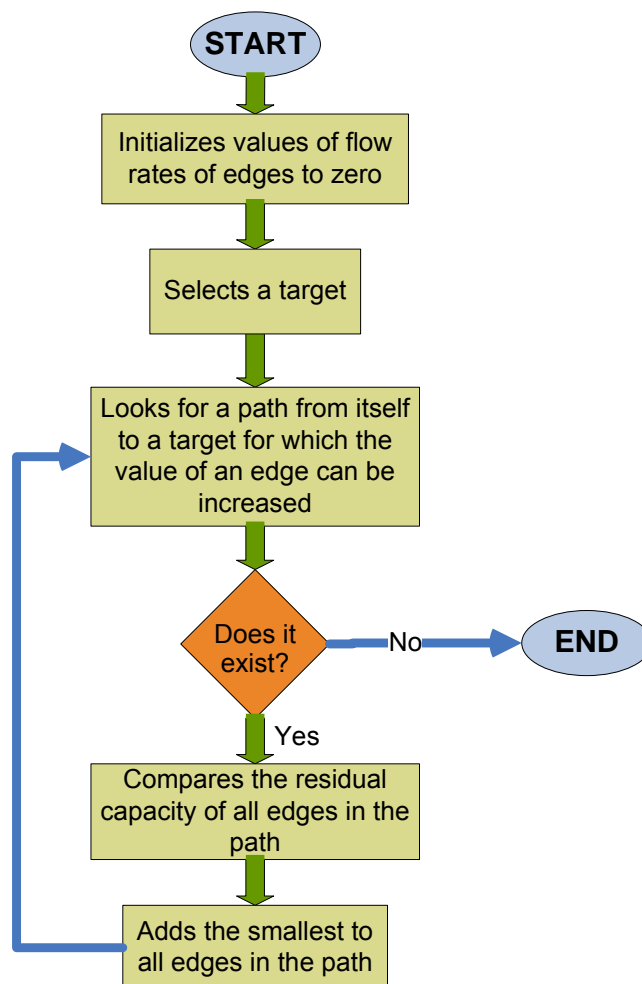 START
Initializes values of flow
rates of edges to zero
Selects a target
Looks for a path from itself
to a target for which the
value of an edge can be
increased
Does it
exist?
No
END
Yes
Compares the residual
capacity of all edges in the
path
Adds the smallest to
all edges in the path